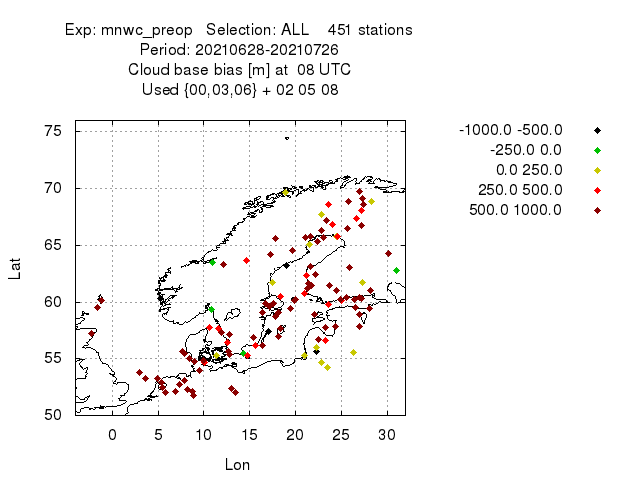 Exp: mnwc_preop   Selection: ALL    451 stations
Period: 20210628-20210726
Cloud base bias [m] at  08 UTC
Used {00,03,06} + 02 05 08
-1000.0 -500.0
-250.0 0.0
0.0 250.0
250.0 500.0
500.0 1000.0
75
70
65
60
55
50
Lat
0 5 10 15 20 25 30
Lon